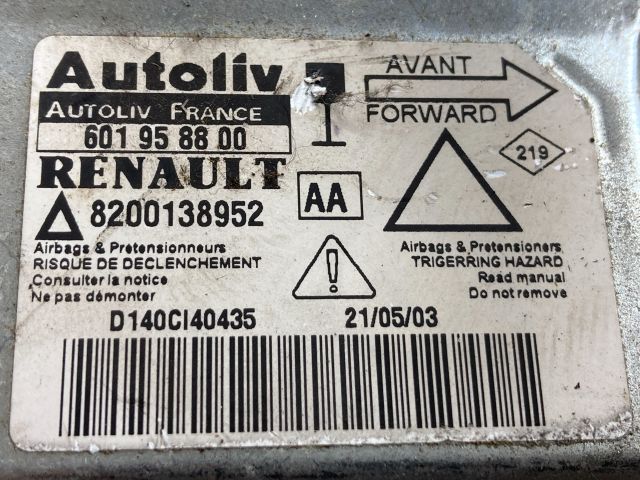 Autoliv
AUTOLIV FRANCE
601 95 88 00
RENAULT
8200138952
AVANT
FORWARD
219
AA
Airbags & Pretensionneurs
RISQUE DE DECLENCHEMENT
Consulter la notice
Ne pas démonter
!
Airbags & Pretensioners
TRIGERRING HAZARD
Read manual
Do not remove
D140CI40435
21/05/03